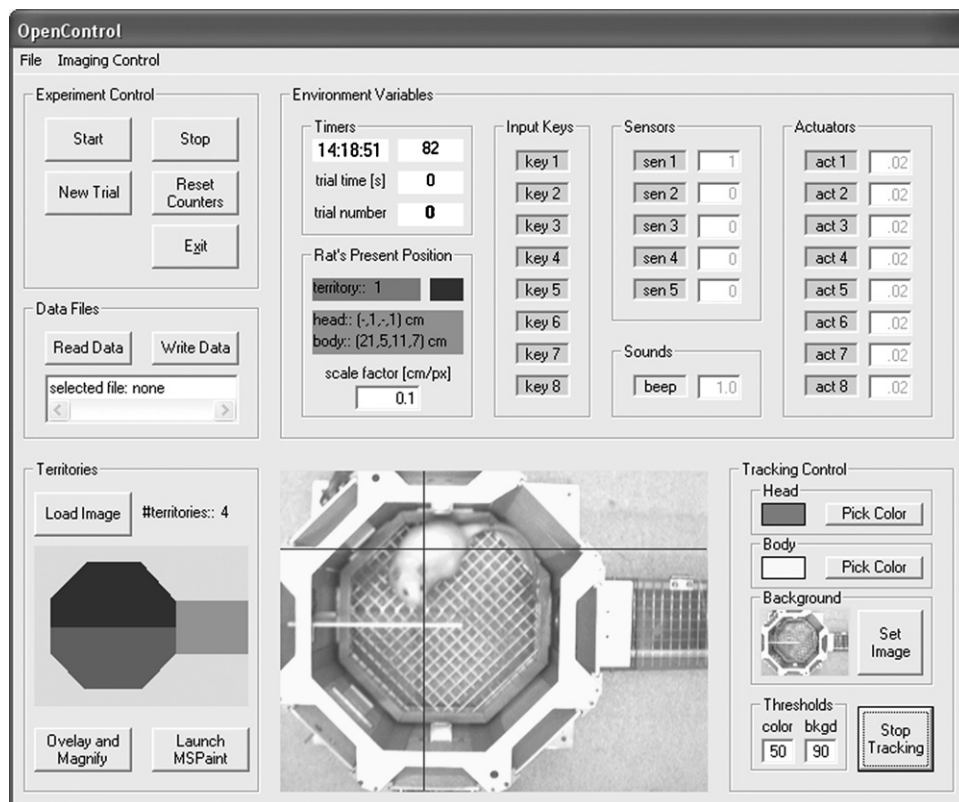 OpenControl
File Imaging Control
Experiment Control
Start Stop
New Trial Reset Counters
Exit
Data Files
Read Data Write Data
selected file: none
Environment Variables
Timers
14:18:51 82
trial time [s] 0
trial number 0
Rat's Present Position
territory:: 1
head:: (-,1,-,1) cm
body:: (21,5,11,7) cm
scale factor [cm/px]
0.1
Input Keys
key 1
key 2
key 3
key 4
key 5
key 6
key 7
key 8
Sensors
sen 1 1
sen 2 0
sen 3 0
sen 4 0
sen 5 0
Sounds
beep 1.0
Actuators
act 1 .02
act 2 .02
act 3 .02
act 4 .02
act 5 .02
act 6 .02
act 7 .02
act 8 .02
Territories
Load Image #territories:: 4
Ovelay and Magnify
Launch MSPaint
Tracking Control
Head
Pick Color
Body
Pick Color
Background
Set Image
Thresholds
color bkgd
50 90
Stop Tracking